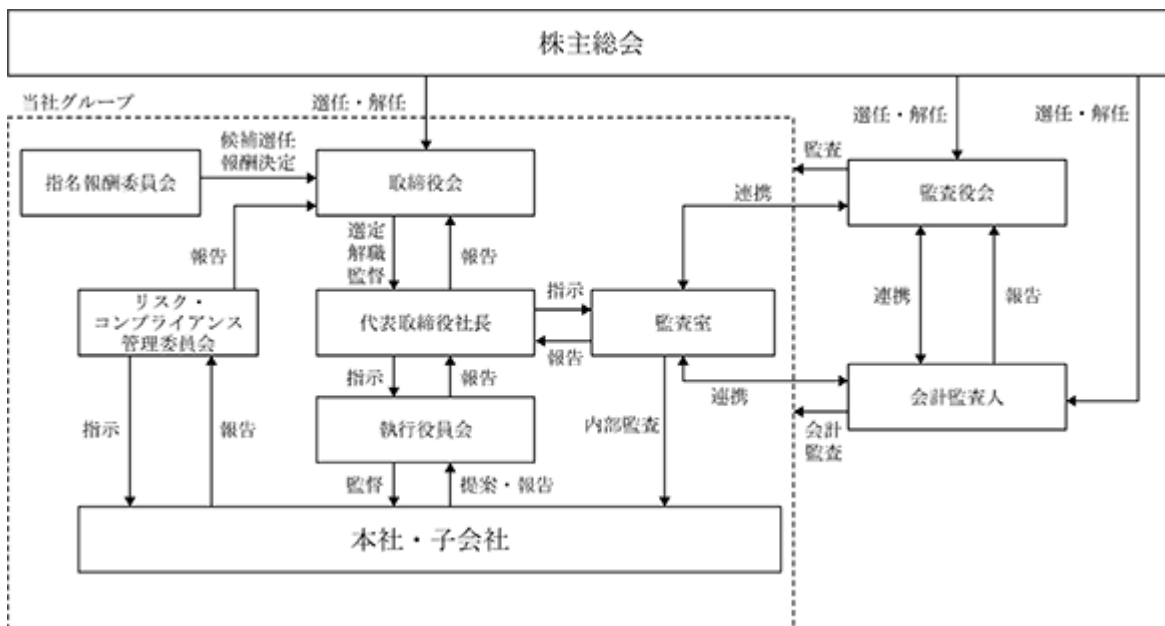 株主総会
当社グループ
選任・解任
選任・解任
選任・解任
候補選任
報酬決定
監査
指名報酬委員会
取締役会
連携
監査役会
報告
選定
解職
監督
報告
指示
連携
報告
リスク・
コンプライアンス
管理委員会
代表取締役社長
監査室
報告
指示
報告
連携
会計監査人
執行役員会
指示
報告
内部監査
会計
監査
監督
提案・報告
本社・子会社